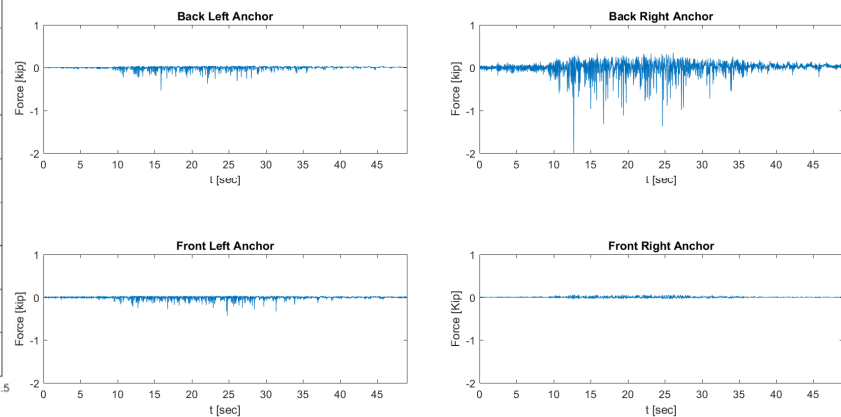 Back Left Anchor
Force [kip]
1
0
-1
-2
0 5 10 15 20 25 30 35 40 45
t [sec]
Back Right Anchor
Force [kip]
1
0
-1
-2
0 5 10 15 20 25 30 35 40 45
t [sec]
Front Left Anchor
Force [Kip]
1
0
-1
-2
0 5 10 15 20 25 30 35 40 45
t [sec]
Front Right Anchor
Force [Kip]
1
0
-1
-2
0 5 10 15 20 25 30 35 40 45
t [sec]
.5